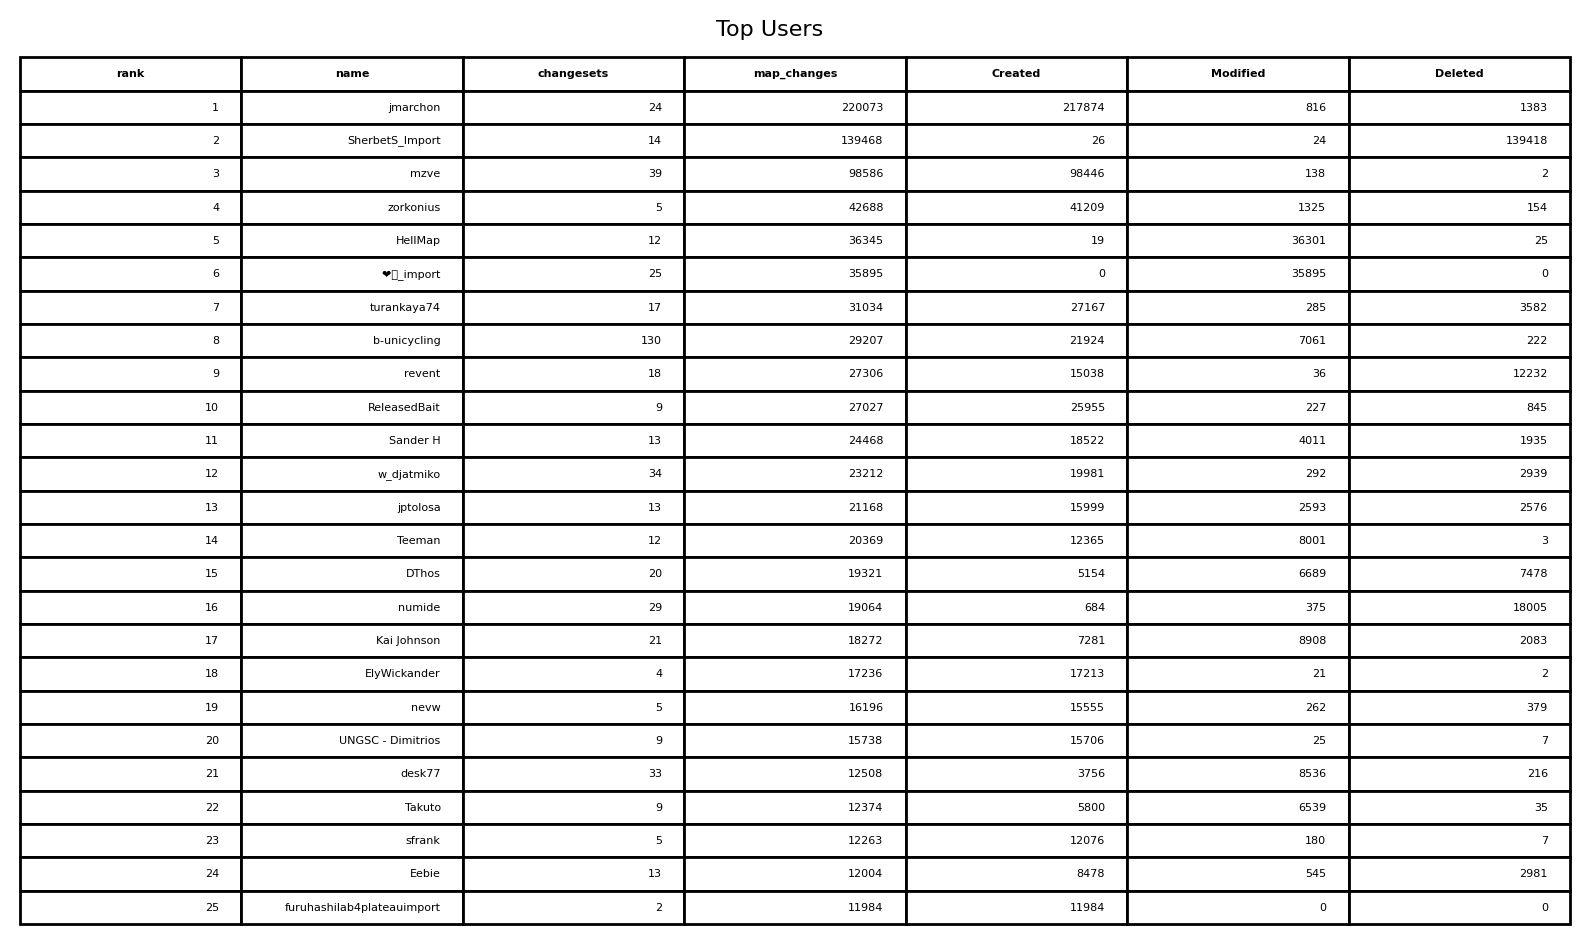 Top Users
rank name changesets map_changes Created Modified Deleted
1 jmarchon 24 220073 217874 816 1383
2 SherbetS_Import 14 139468 26 24 139418
3 mzve 39 98586 98446 138 2
4 zorkonius 5 42688 41209 1325 154
5 HellMap 12 36345 19 36301 25
6 ❤▯_import 25 35895 0 35895 0
7 turankaya74 17 31034 27167 285 3582
8 b-unicycling 130 29207 21924 7061 222
9 revent 18 27306 15038 36 12232
10 ReleasedBait 9 27027 25955 227 845
11 Sander H 13 24468 18522 4011 1935
12 w_djatmiko 34 23212 19981 292 2939
13 jptolosa 13 21168 15999 2593 2576
14 Teeman 12 20369 12365 8001 3
15 DThos 20 19321 5154 6689 7478
16 numide 29 19064 684 375 18005
17 Kai Johnson 21 18272 7281 8908 2083
18 ElyWickander 4 17236 17213 21 2
19 nevw 5 16196 15555 262 379
20 UNGSC - Dimitrios 9 15738 15706 25 7
21 desk77 33 12508 3756 8536 216
22 Takuto 9 12374 5800 6539 35
23 sfrank 5 12263 12076 180 7
24 Eebie 13 12004 8478 545 2981
25 furuhashilab4plateauimport 2 11984 11984 0 0